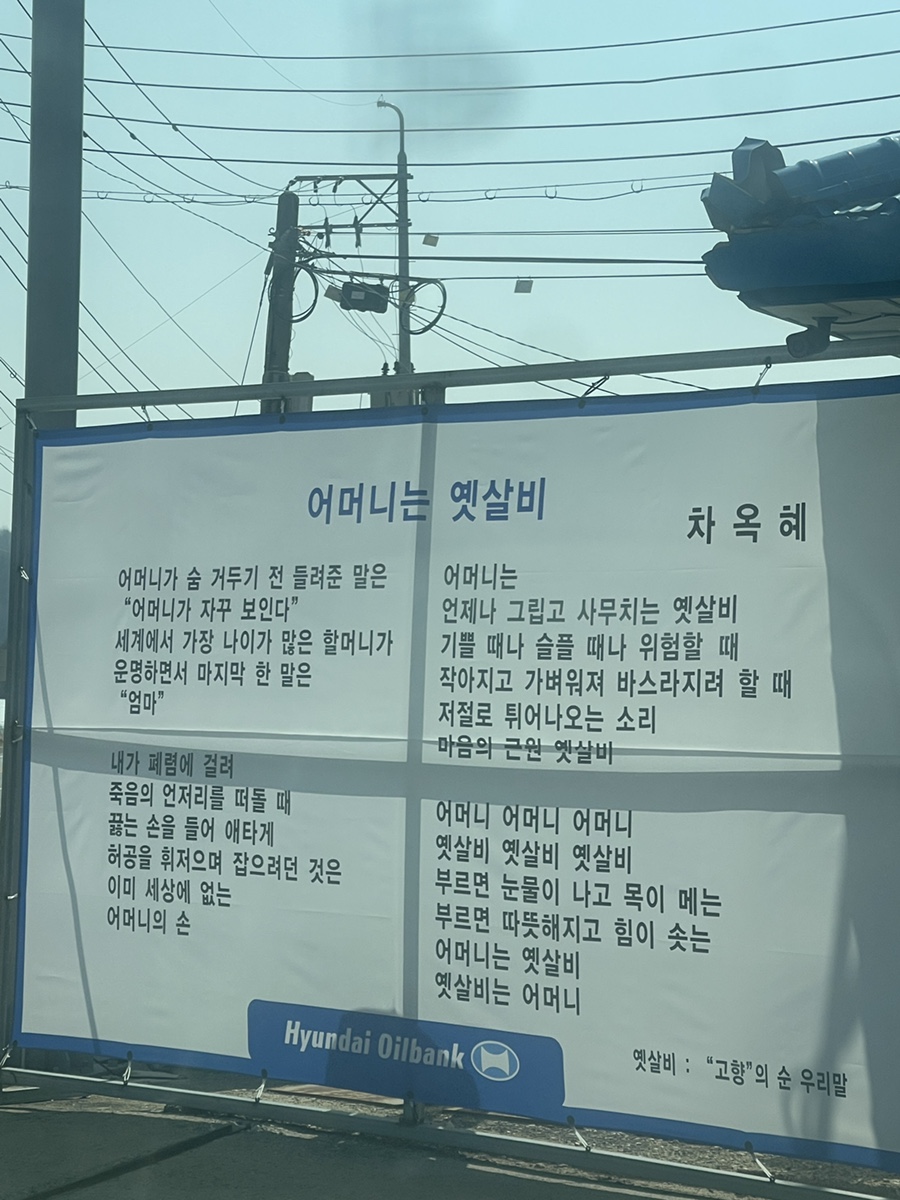 어머니는 옛살비
차 옥 혜
어머니가 숨 거두기 전 들려준 말은
“어머니가 자꾸 보인다”
세계에서 가장 나이가 많은 할머니가
운명하면서 마지막 한 말은
“엄마”
내가 폐렴에 걸려
죽음의 언저리를 떠돌 때
끓는 손을 들어 애타게
허공을 휘저으며 잡으려던 것은
이미 세상에 없는
어머니의 손
어머니는
언제나 그립고 사무치는 옛살비
기쁠 때나 슬플 때나 위험할 때
작아지고 가벼워져 바스라지려 할 때
저절로 튀어나오는 소리
마음의 근원 옛살비
어머니 어머니 어머니
옛살비 옛살비 옛살비
부르면 눈물이 나고 목이 메는
부르면 따뜻해지고 힘이 솟는
어머니는 옛살비
옛살비는 어머니
Hyundai Oilbank
옛살비 : “고향”의 순 우리말